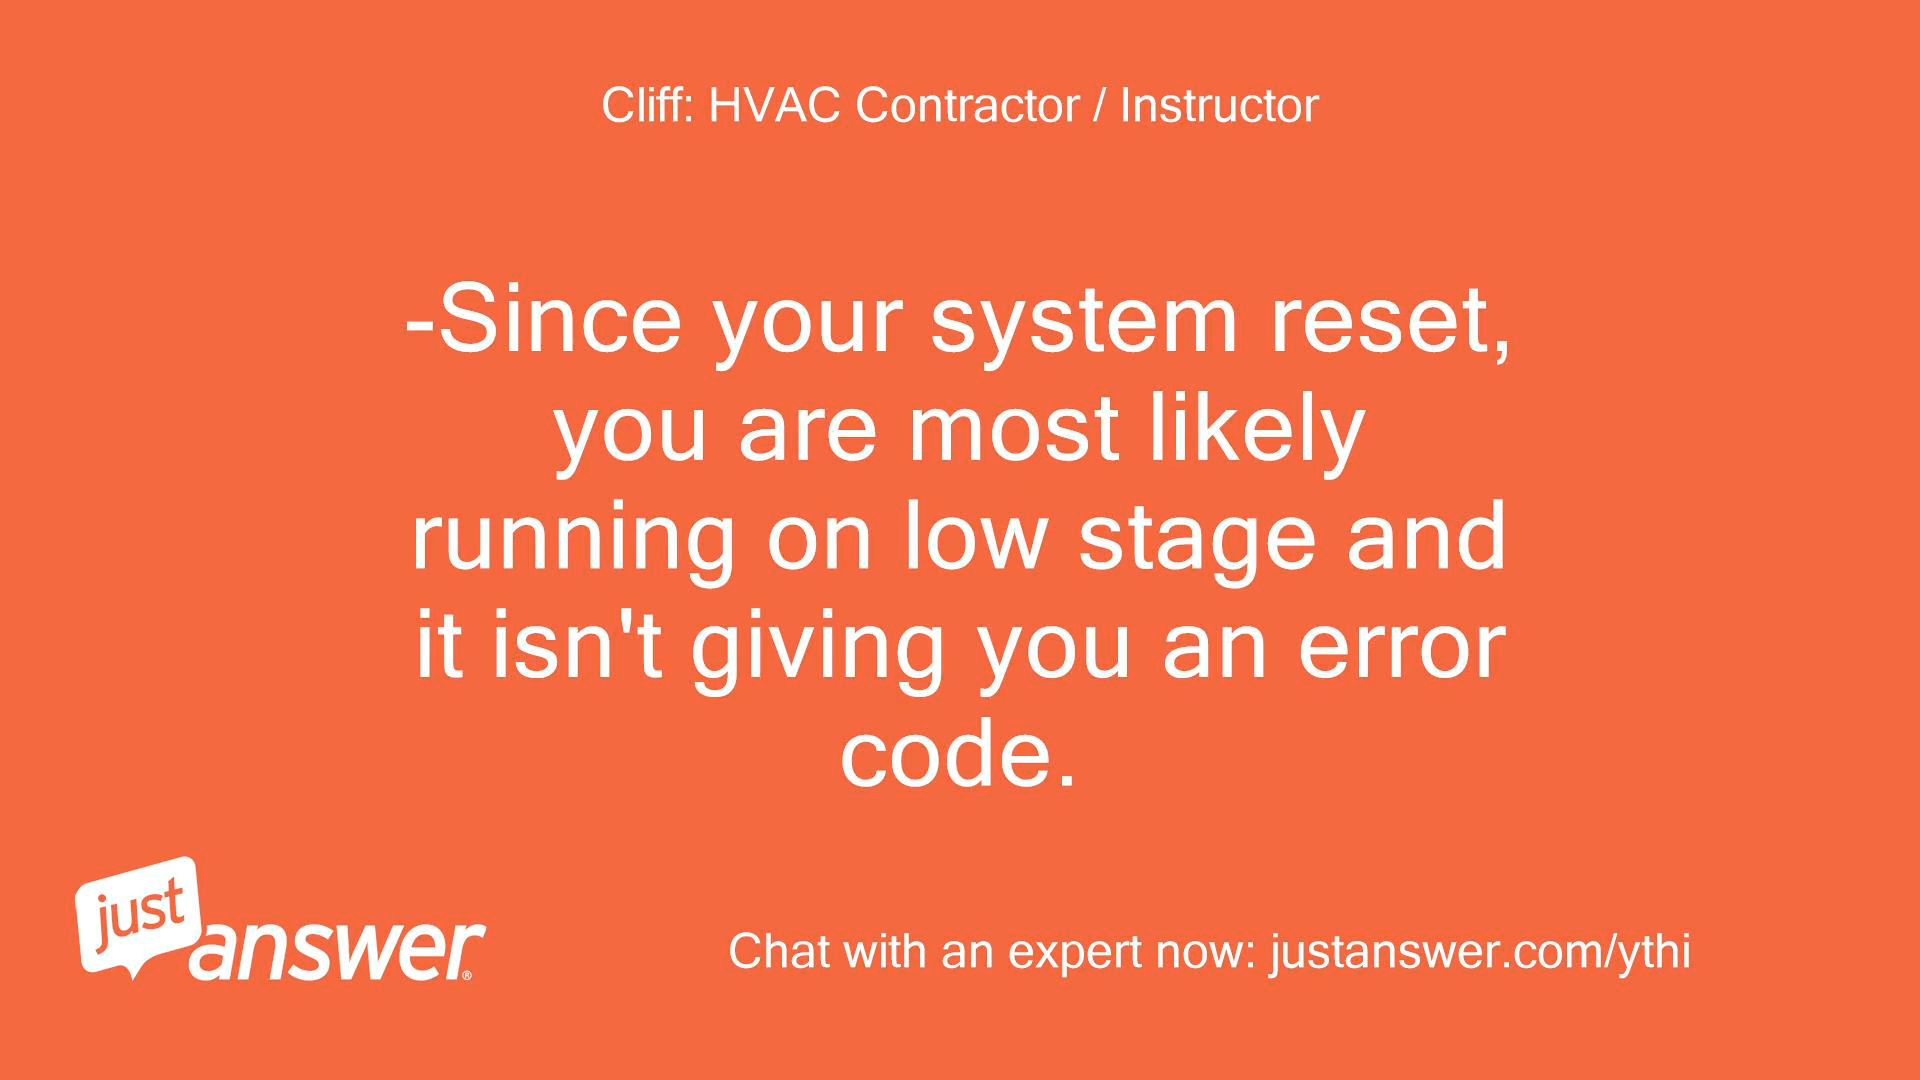 Cliff: HVAC Contractor / Instructor
-Since your system reset,
you are most likely
running on low stage and
it isn't giving you an error
code.
just
answer®
Chat with an expert now: justanswer.com/ythi